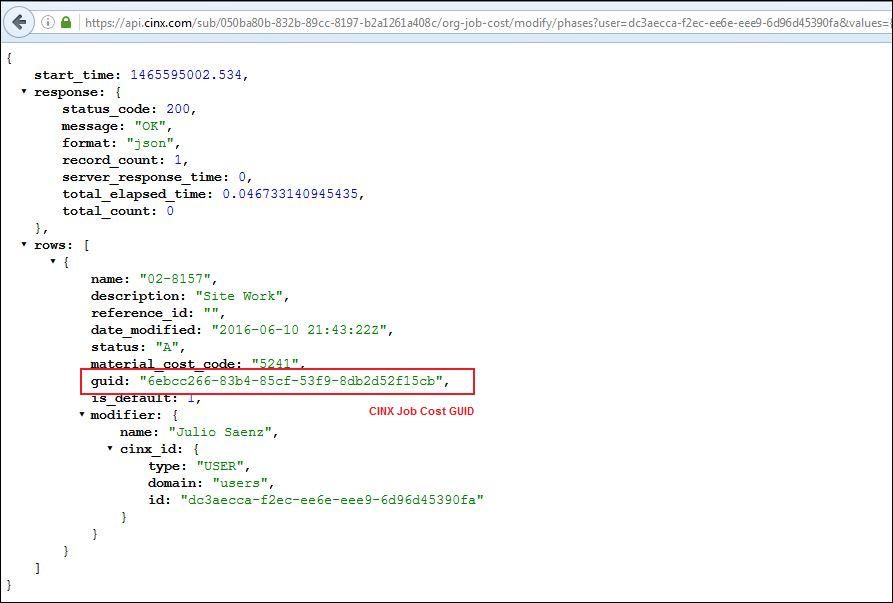 https://api.cinx.com/sub/050ba80b-832b-89cc-8197-b2a1261a408c/org-job-cost/modify/phases?user=dc3aecca-f2ec-ee6e-eee9-6d96d45390fa&values=
{
start_time: 1465595002.534,
response: {
status_code: 200,
message: "OK",
format: "json",
record_count: 1,
server_response_time: 0,
total_elapsed_time: 0.046733140945435,
total_count: 0
},
rows: [
{
name: "02-8157",
description: "Site Work",
reference_id: "",
date_modified: "2016-06-10 21:43:22Z",
status: "A",
material_cost_code: "5241",
guid: "6ebcc266-83b4-85cf-53f9-8db2d52f15cb",
is_default: 1,
CINX Job Cost GUID
modifier: {
name: "Julio Saenz",
cinx_id: {
type: "USER",
domain: "users",
id: "dc3aecca-f2ec-ee6e-eee9-6d96d45390fa"
}
}
}
]
}